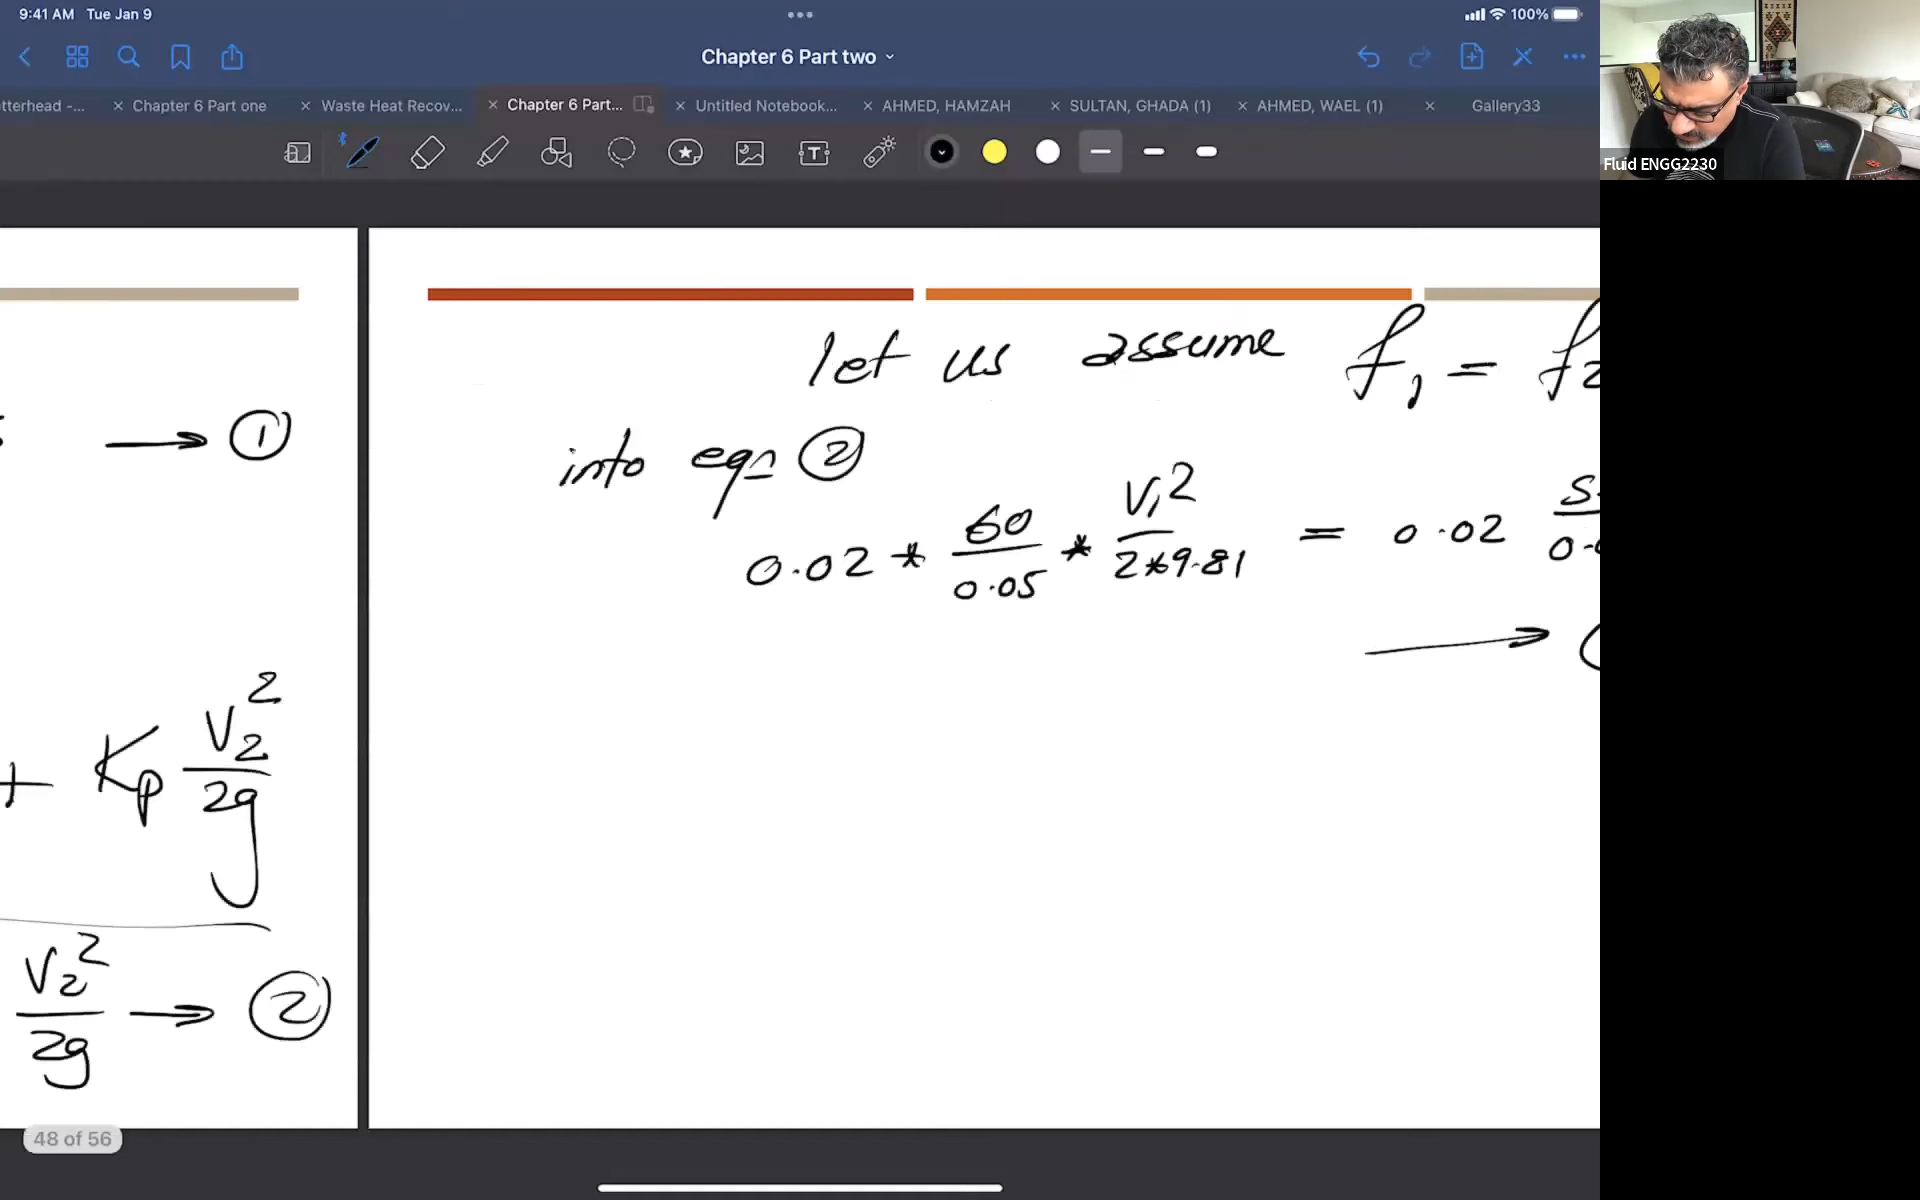 9:41 AM Tue Jan 9
100%
Chapter 6 Part two
tterhead -...
Chapter 6 Part one
Waste Heat Recov...
Chapter 6 Part...
Untitled Notebook...
AHMED, HAMZAH
SULTAN, GHADA (1)
AHMED, WAEL (1)
Gallery33
Fluid ENGG2230
→ ①
+ Kp V₂²/2g
V₂²/2g → ②
48 of 56
let us assume f₁ = f₂
into eqn ②
0.02 * 60/0.05 * V₁²/2*9.81 = 0.02
→